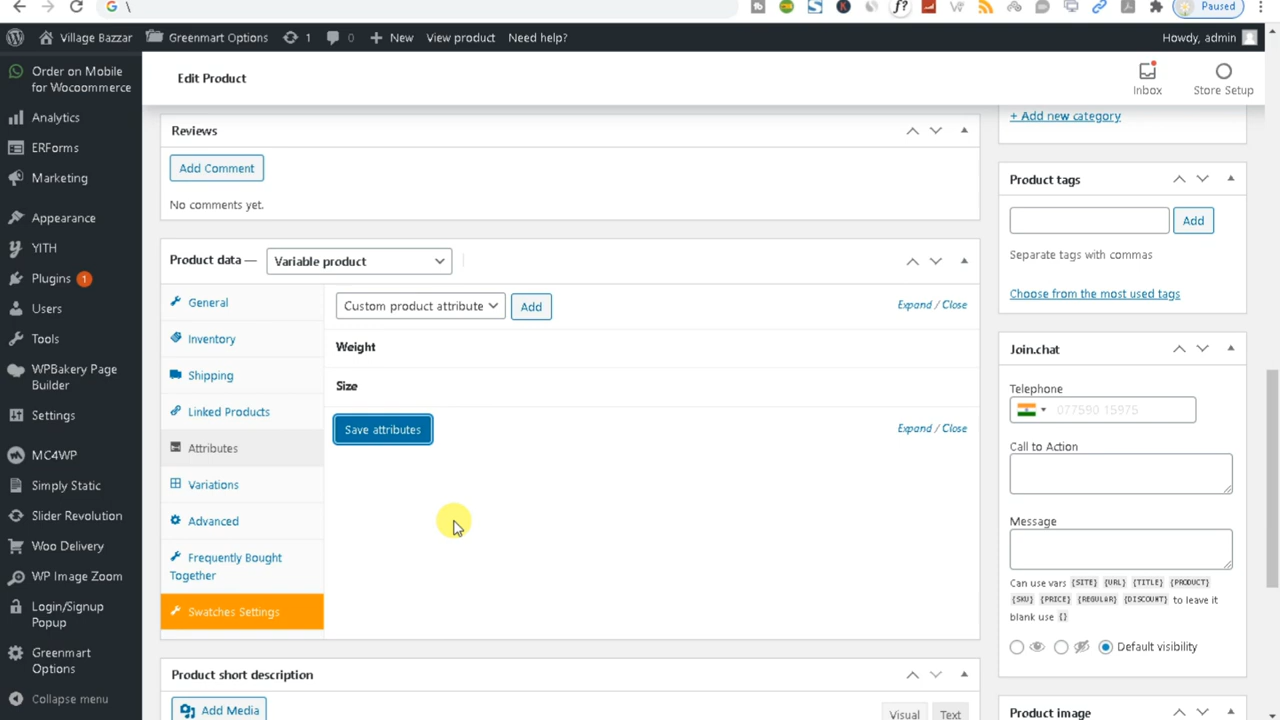 \
Paused
Village Bazzar
Greenmart Options
1
0
New
View product
Need help?
Howdy, admin
Order on Mobile
for Wocoommerce
Analytics
ERForms
Marketing
Appearance
YITH
Plugins 1
Users
Tools
WPBakery Page
Builder
Settings
MC4WP
Simply Static
Slider Revolution
Woo Delivery
WP Image Zoom
Login/Signup
Popup
Greenmart
Options
Collapse menu
Edit Product
Inbox
Store Setup
Reviews
Add Comment
No comments yet.
Product data —
Variable product
General
Inventory
Shipping
Linked Products
Attributes
Variations
Advanced
Frequently Bought
Together
Swatches Settings
Custom product attribute
Add
Expand / Close
Weight
Size
Save attributes
Expand / Close
Product short description
Add Media
Visual
Text
+ Add new category
Product tags
Add
Separate tags with commas
Choose from the most used tags
Join.chat
Telephone
077590 15975
Call to Action
Message
Can use vars {SITE} {URL} {TITLE} {PRODUCT}
{SKU} {PRICE} {REGULAR} {DISCOUNT} to leave it
blank use {}
Default visibility
Product image